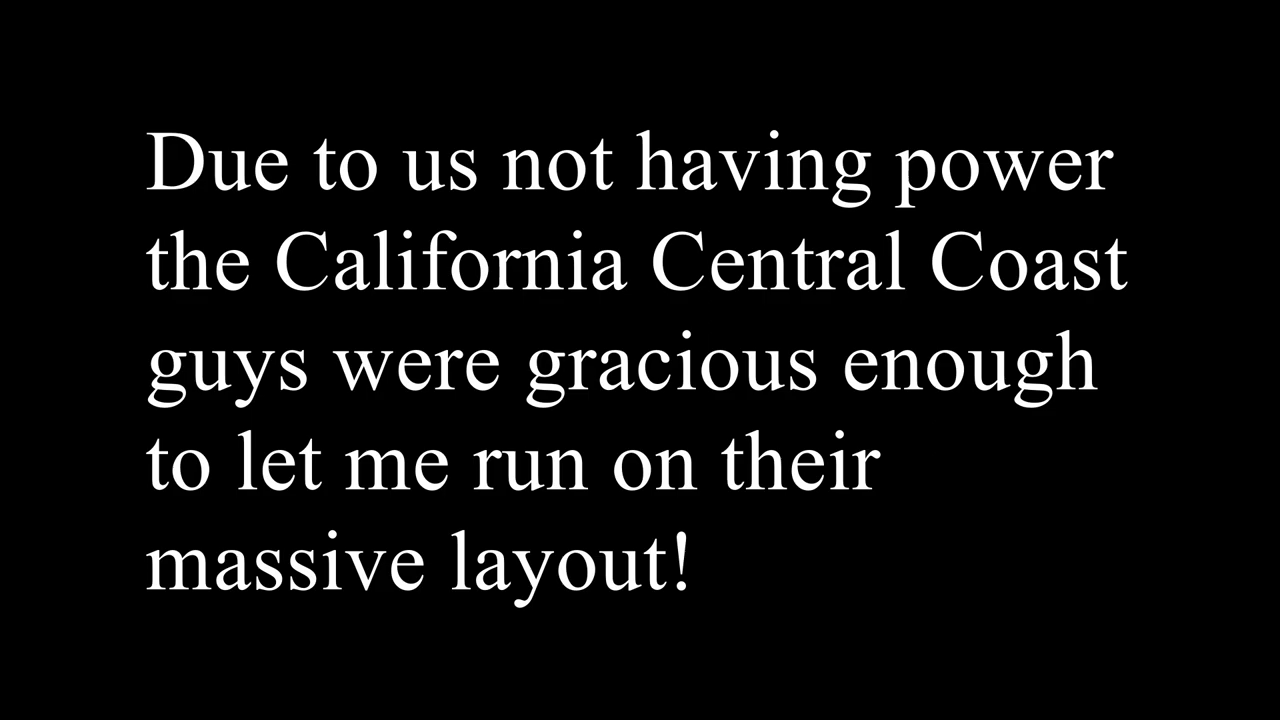 Due to us not having power
the California Central Coast
guys were gracious enough
to let me run on their
massive layout!